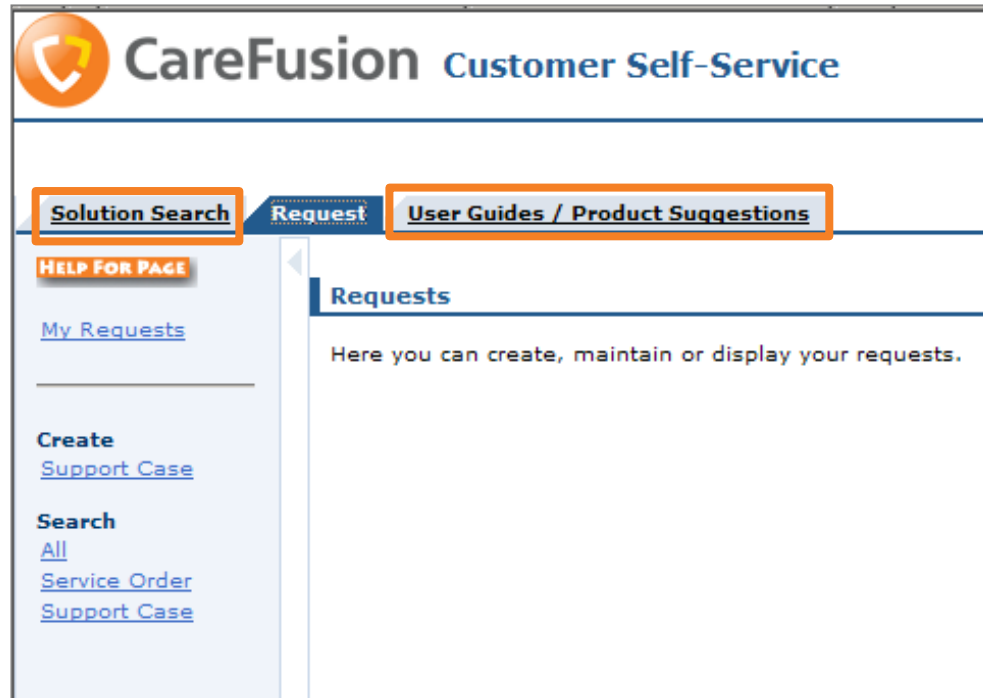 CareFusion Customer Self-Service
Solution Search Request User Guides / Product Suggestions
HELP FOR PAGE
My Requests
Create
Support Case
Search
All
Service Order
Support Case
Requests
Here you can create, maintain or display your requests.